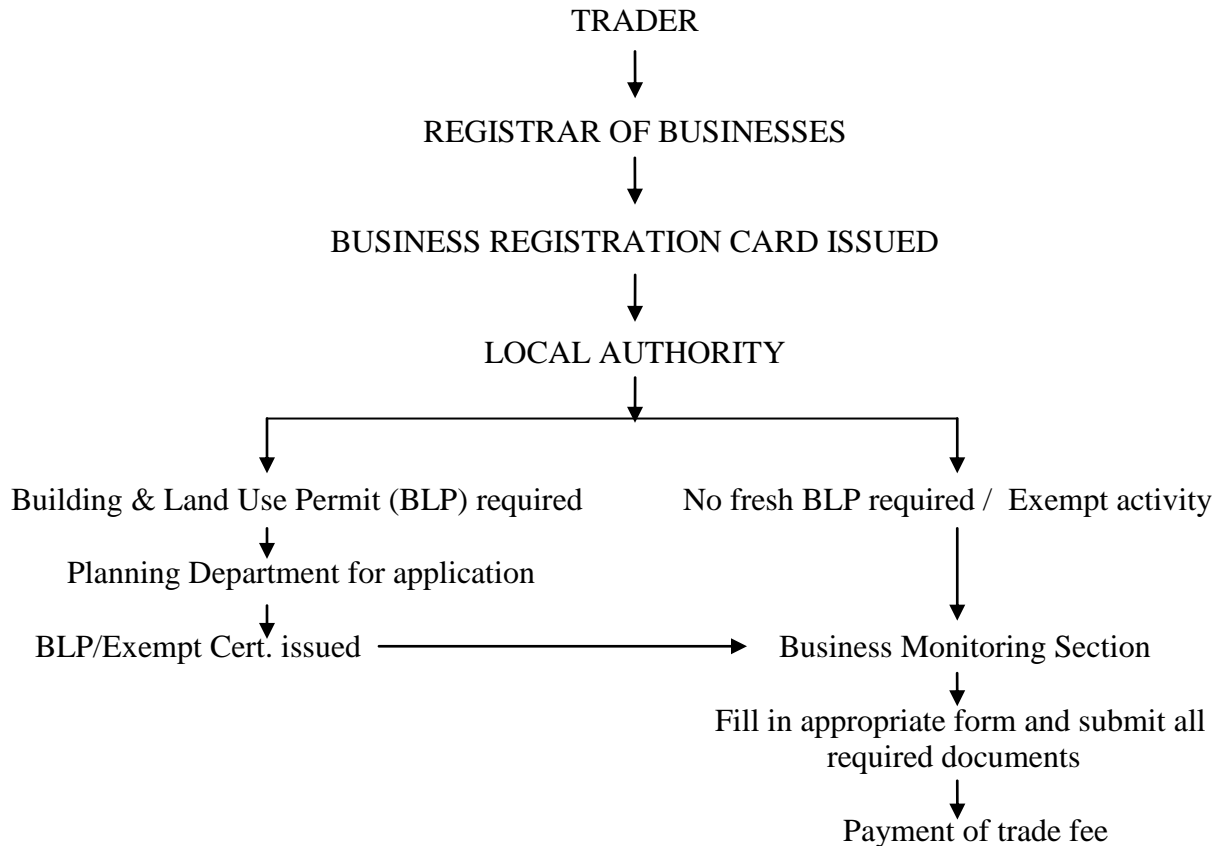 TRADER
REGISTRAR OF BUSINESSES
BUSINESS REGISTRATION CARD ISSUED
LOCAL AUTHORITY
Building & Land Use Permit (BLP) required
No fresh BLP required / Exempt activity
Planning Department for application
BLP/Exempt Cert. issued
Business Monitoring Section
Fill in appropriate form and submit all
required documents
Payment of trade fee